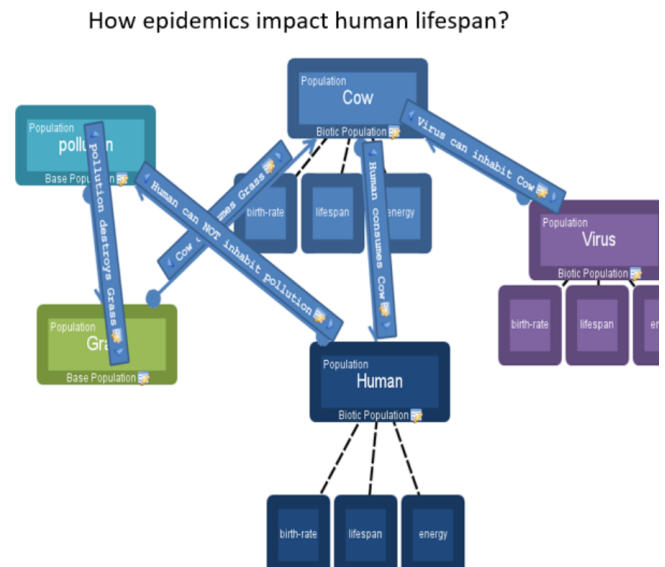 How epidemics impact human lifespan?
Population
Cow
Biotic Population
Population
Base Population
pollution destroys Grass
Human can NOT inhabit pollution
Cow
Grass
Human consumes Cow
Virus can inhabit Cow
birth-rate
lifespan
energy
Population
Virus
Biotic Population
birth-rate
lifespan
Population
Base Population
Population
Human
Biotic Population
birth-rate
lifespan
energy